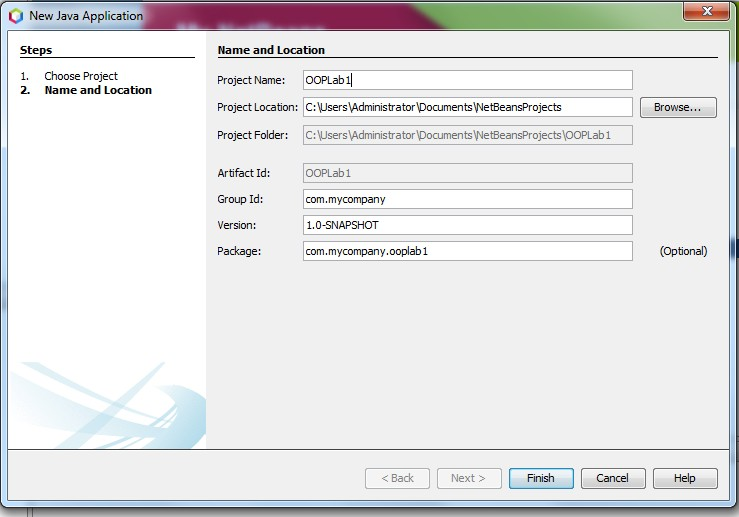 New Java Application
My NetBeans
Steps
1. Choose Project
2. Name and Location
Name and Location
Project Name: OOPLab1
Project Location: C:\Users\Administrator\Documents\NetBeansProjects Browse...
Project Folder: C:\Users\Administrator\Documents\NetBeansProjects\OOPLab1
Artifact Id: OOPLab1
Group Id: com.mycompany
Version: 1.0-SNAPSHOT
Package: com.mycompany.ooplab1 (Optional)
< Back Next > Finish Cancel Help